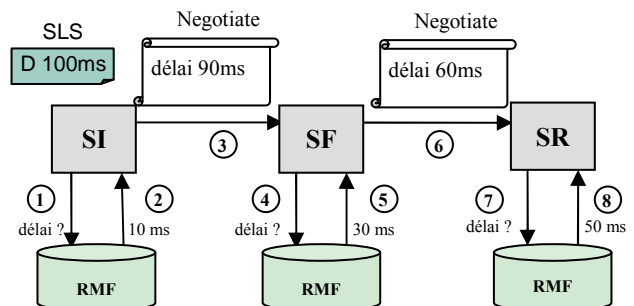 SLS
D 100ms
Negotiate
délai 90ms
Negotiate
délai 60ms
SI
3
SF
6
SR
1
2
4
5
7
8
délai ?
10 ms
délai ?
30 ms
délai ?
50 ms
RMF
RMF
RMF